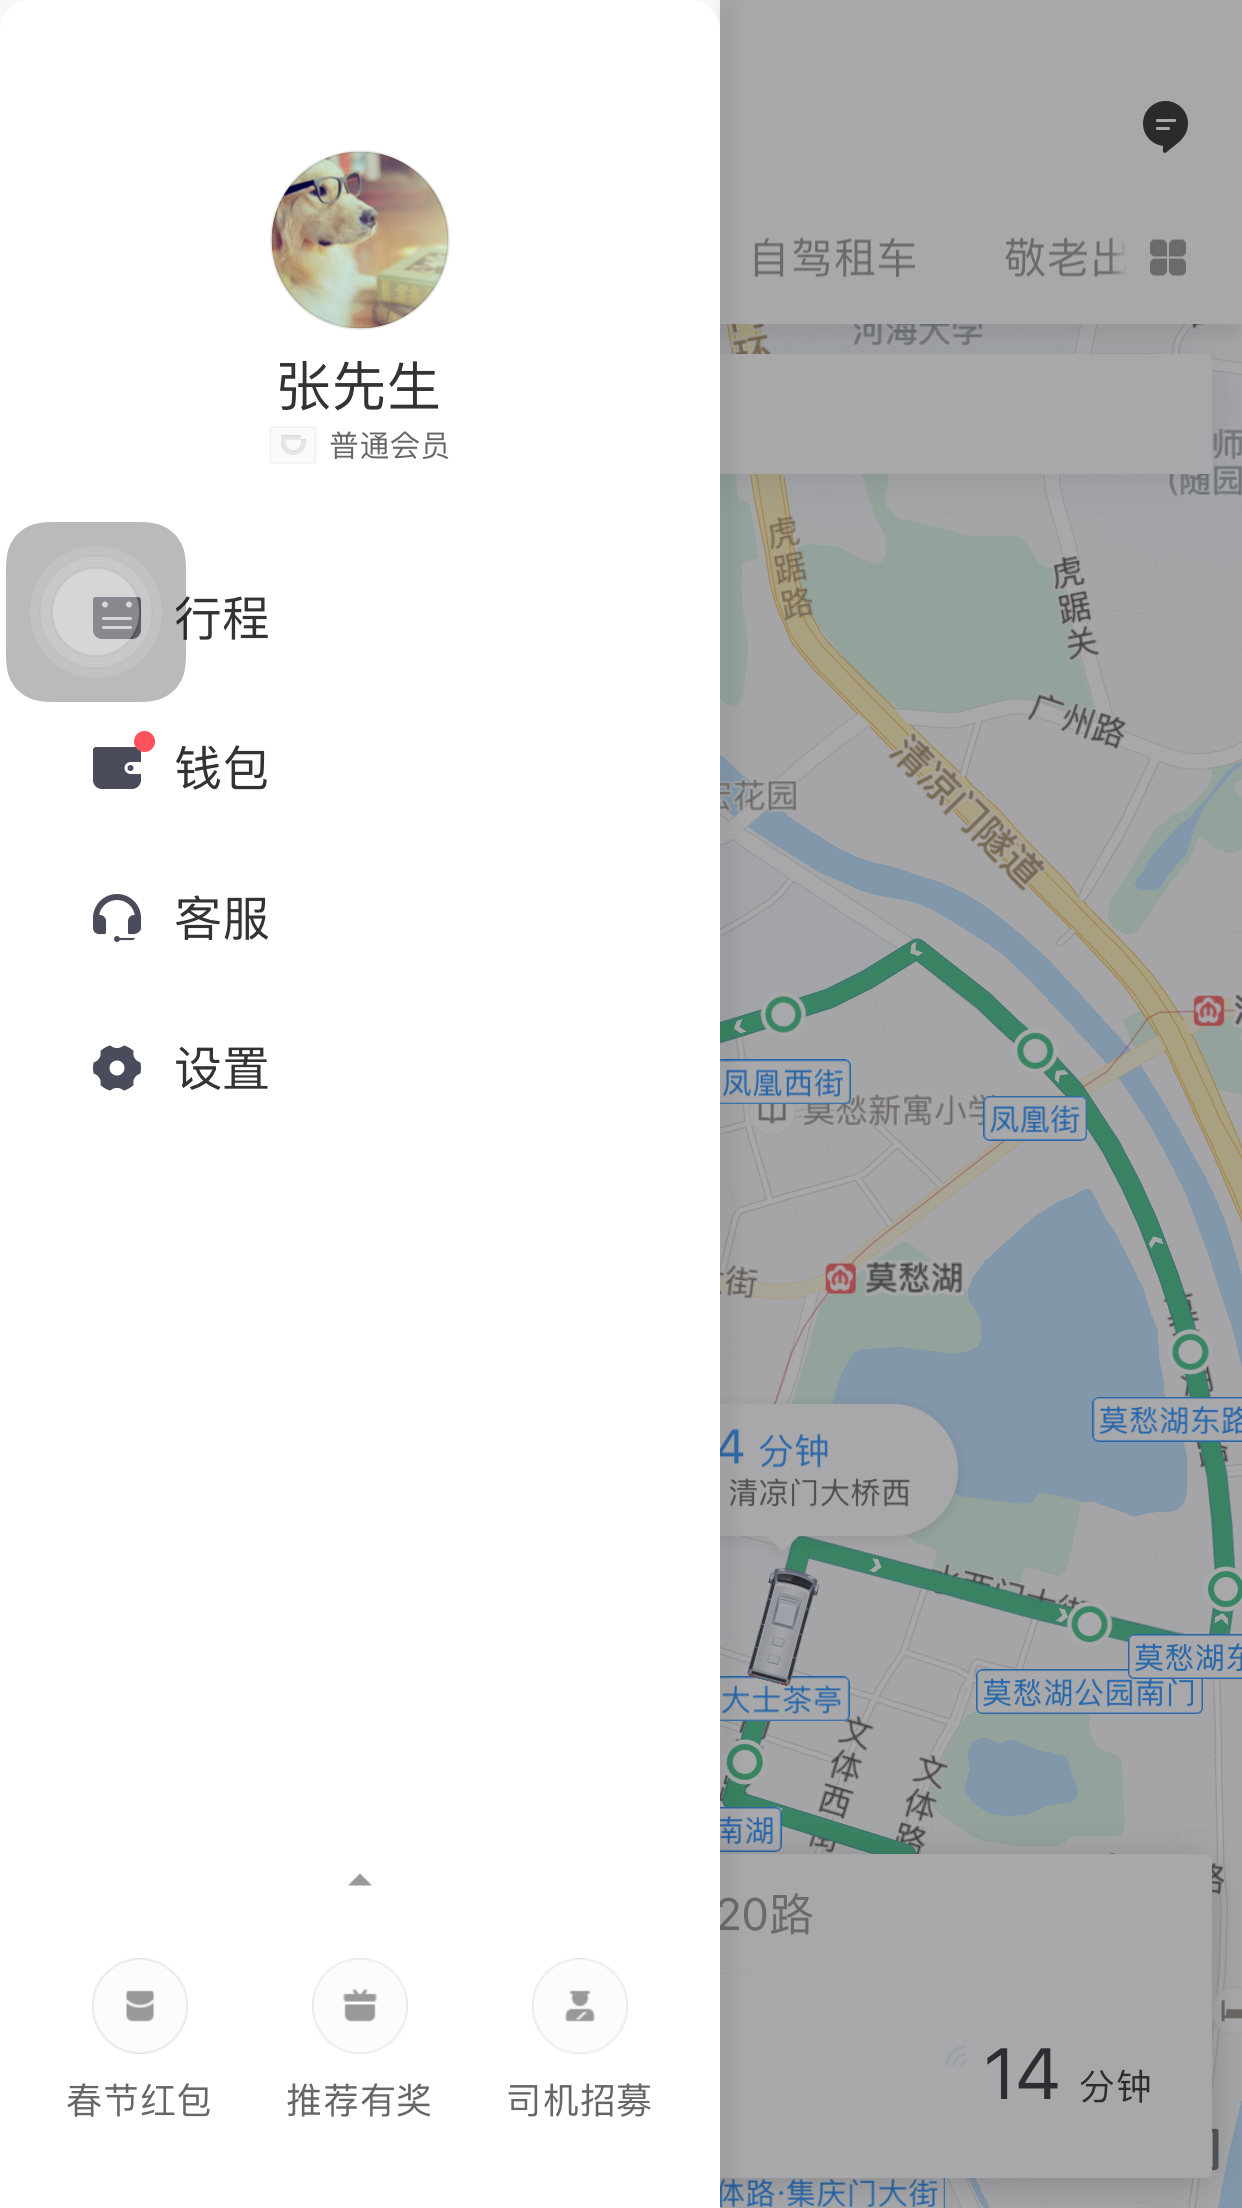 张先生
普通会员
行程
钱包
客服
设置
春节红包
推荐有奖
司机招募
自驾租车
敬老出
河海大学
环
师
(随园
虎踞路
虎踞关
广州路
清凉门隧道
花园
凤凰西街
莫愁新寓小学
凤凰街
街
莫愁湖
莫愁湖东路
4 分钟
清凉门大桥西
莫愁湖东
莫愁湖公园南门
大士茶亭
文体西街
文体路
南湖
路
20路
14 分钟
体路·集庆门大街